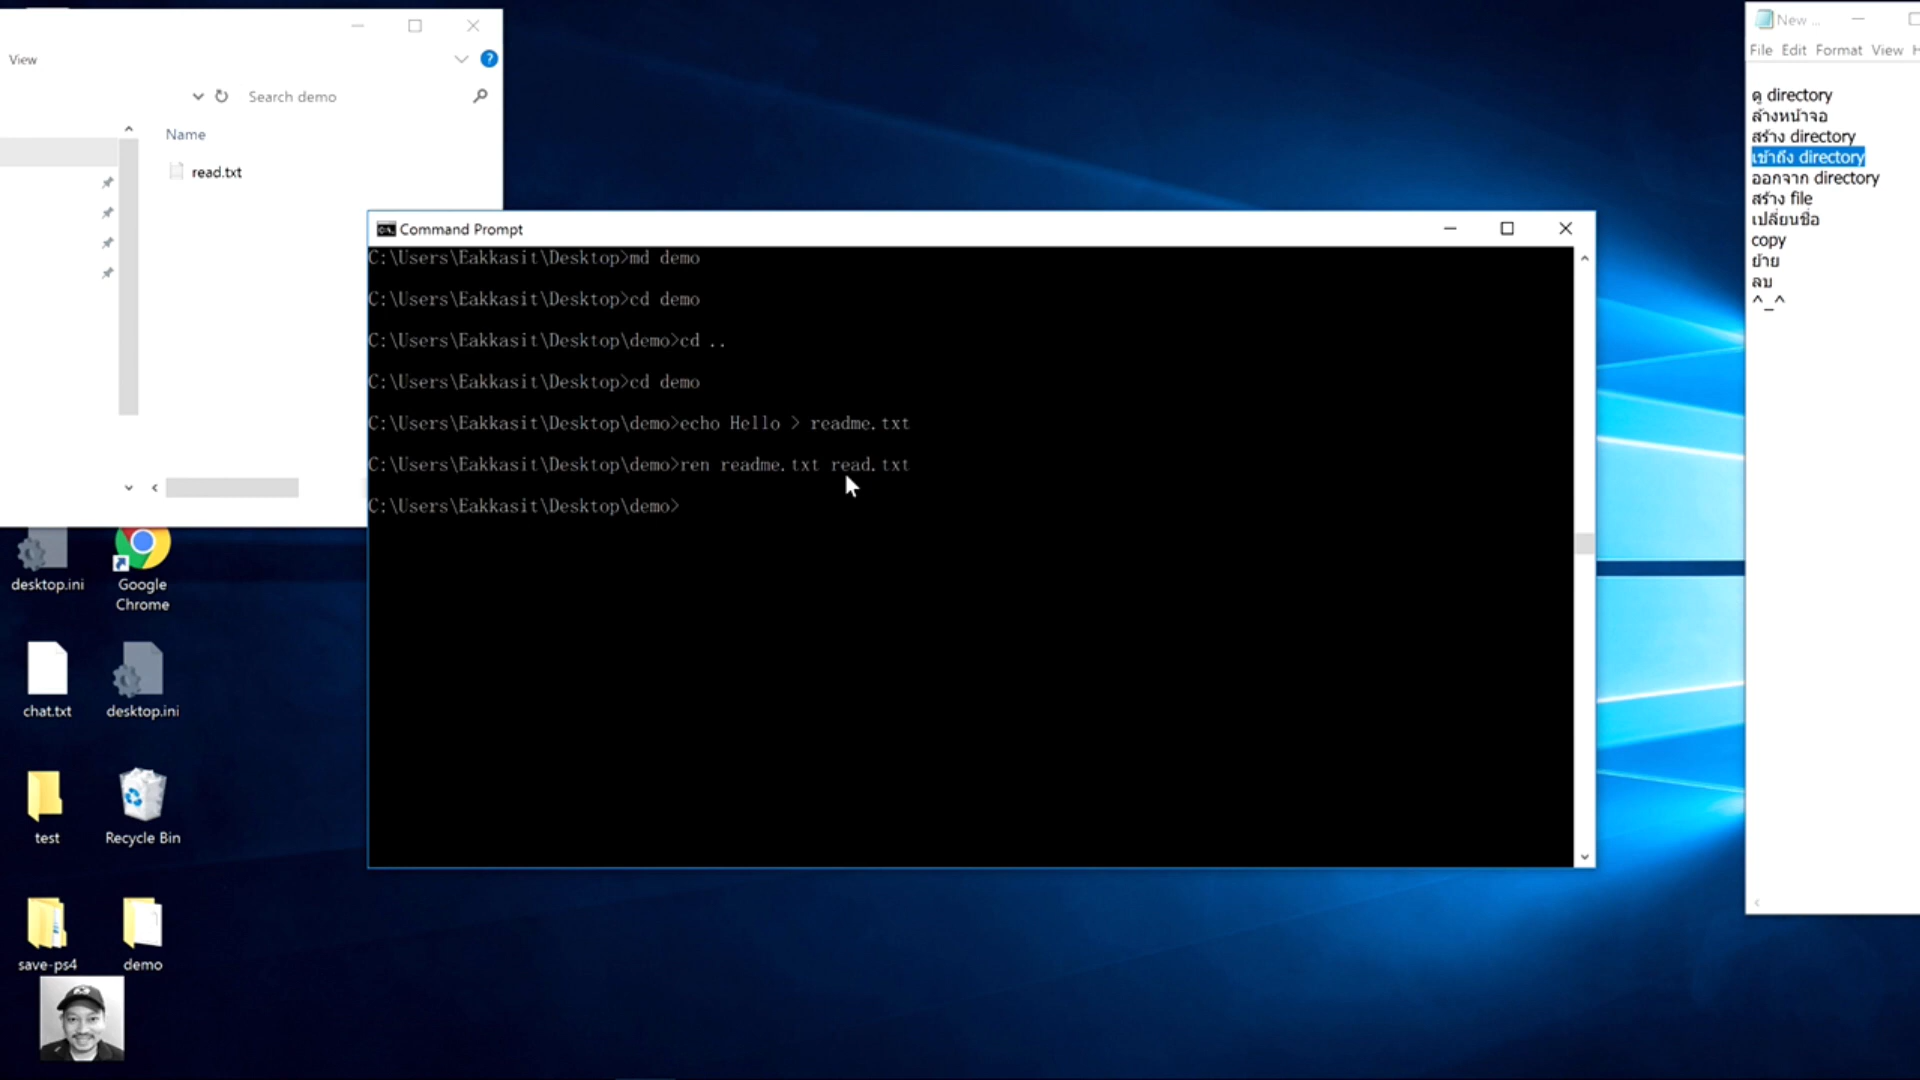 View
Search demo
Name
read.txt
Command Prompt
C:\Users\Eakkasit\Desktop>md demo
C:\Users\Eakkasit\Desktop>cd demo
C:\Users\Eakkasit\Desktop\demo>cd ..
C:\Users\Eakkasit\Desktop>cd demo
C:\Users\Eakkasit\Desktop\demo>echo Hello > readme.txt
C:\Users\Eakkasit\Desktop\demo>ren readme.txt read.txt
C:\Users\Eakkasit\Desktop\demo>
New ..
File Edit Format View H
ดู directory
ล้างหน้าจอ
สร้าง directory
เข้าถึง directory
ออกจาก directory
สร้าง file
เปลี่ยนชื่อ
copy
ย้าย
ลบ
^_^
desktop.ini
Google
Chrome
chat.txt
desktop.ini
test
Recycle Bin
save-ps4
demo